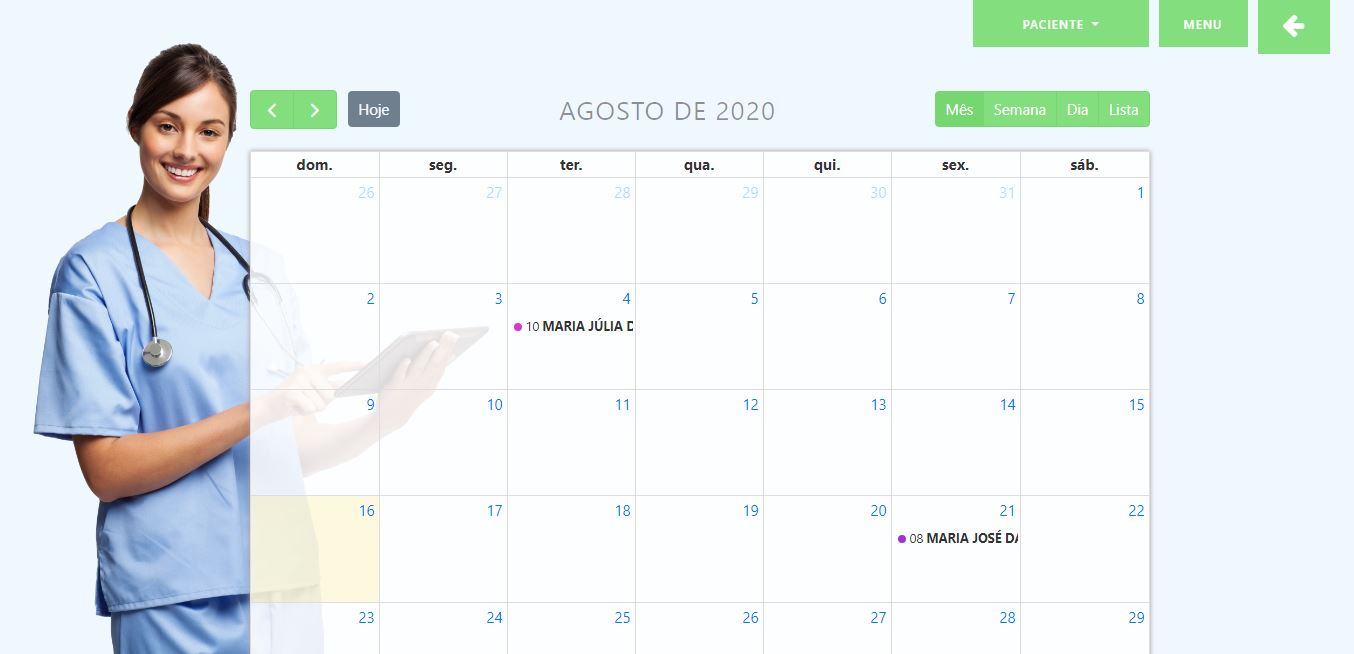 PACIENTE
MENU
Hoje
AGOSTO DE 2020
Mês Semana Dia Lista
dom. seg. ter. qua. qui. sex. sáb.
26 27 28 29 30 31 1
2 3 4 5 6 7 8
10 MARIA JÚLIA D
9 10 11 12 13 14 15
16 17 18 19 20 21 22
08 MARIA JOSÉ DA
23 24 25 26 27 28 29